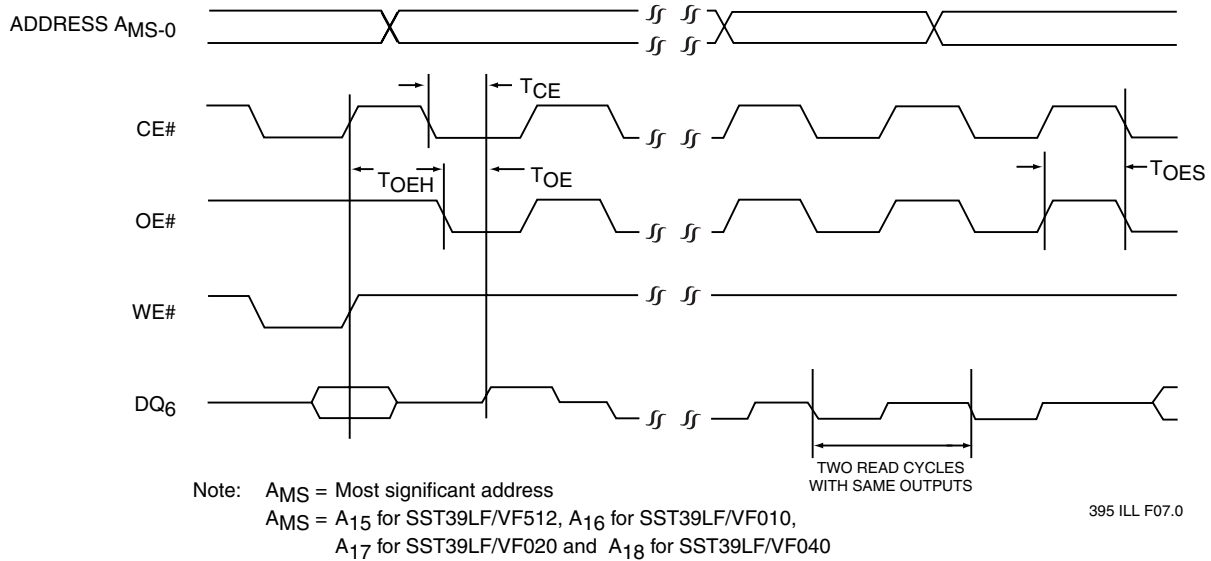 ADDRESS AMS-0
TCE
CE#
TOEH
TOE
TOES
OE#
WE#
DQ6
TWO READ CYCLES
WITH SAME OUTPUTS
Note: AMS = Most significant address
AMS = A15 for SST39LF/VF512, A16 for SST39LF/VF010,
A17 for SST39LF/VF020 and A18 for SST39LF/VF040
395 ILL F07.0